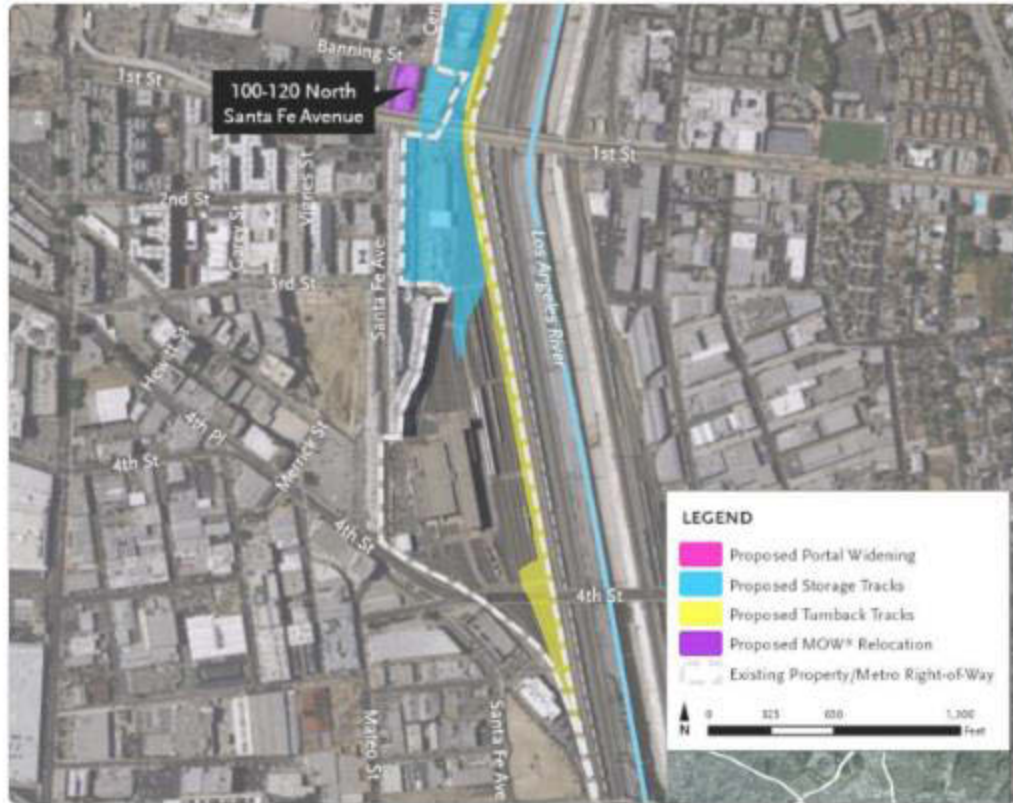 Banning St
Cen
1st St
100-120 North
Santa Fe Avenue
1st St
2nd St
Vignes St
Garey St
3rd St
Santa Fe Ave
Los Angeles River
Hewitt St
4th Pl
Merrick St
4th St
4th St
4th St
Mateo St
Santa Fe Ave
LEGEND
Proposed Portal Widening
Proposed Storage Tracks
Proposed Turnback Tracks
Proposed MOW* Relocation
Existing Property/Metro Right-of-Way
N
0 325 650 1,300
Feet